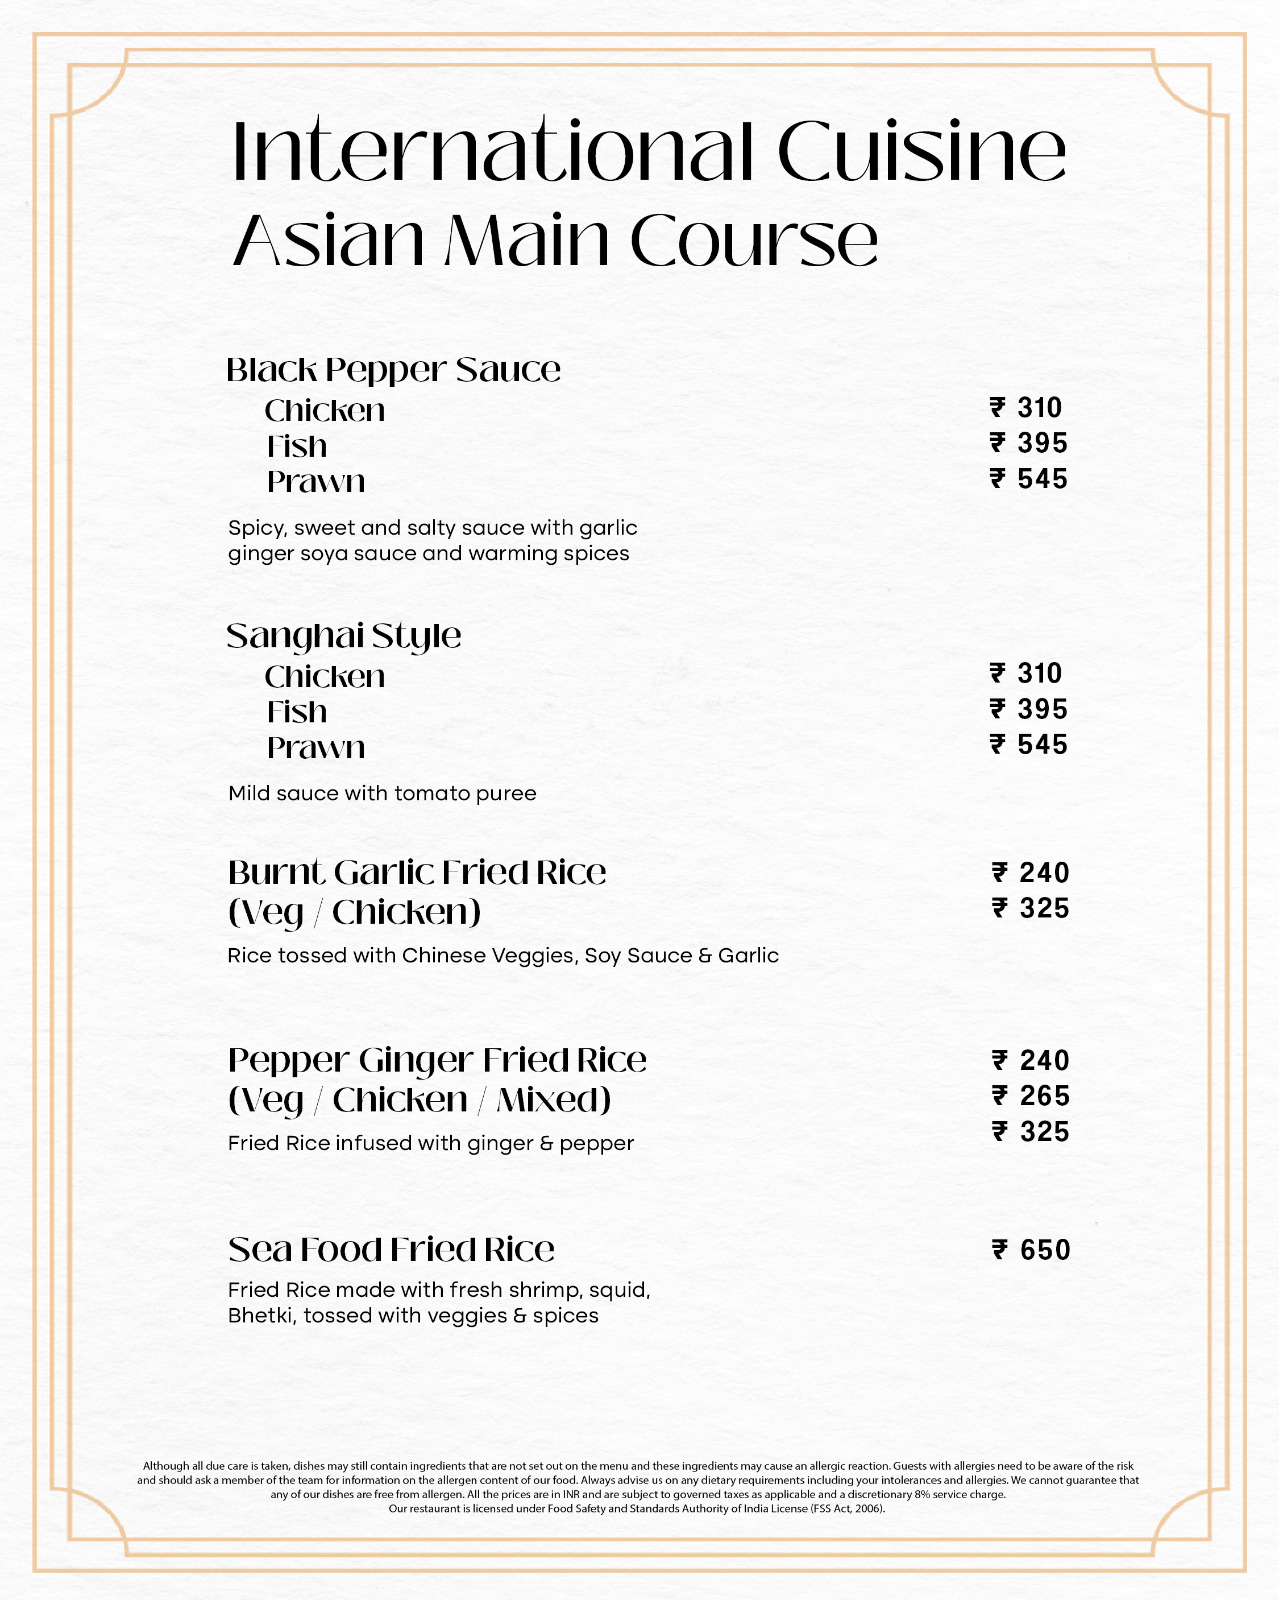 International Cuisine
Asian Main Course
Black Pepper Sauce
Chicken ₹ 310
Fish ₹ 395
Prawn ₹ 545
Spicy, sweet and salty sauce with garlic
ginger soya sauce and warming spices
Sanghai Style
Chicken ₹ 310
Fish ₹ 395
Prawn ₹ 545
Mild sauce with tomato puree
Burnt Garlic Fried Rice ₹ 240
(Veg / Chicken) ₹ 325
Rice tossed with Chinese Veggies, Soy Sauce & Garlic
Pepper Ginger Fried Rice ₹ 240
(Veg / Chicken / Mixed) ₹ 265
₹ 325
Fried Rice infused with ginger & pepper
Sea Food Fried Rice ₹ 650
Fried Rice made with fresh shrimp, squid,
Bhetki, tossed with veggies & spices
Although all due care is taken, dishes may still contain ingredients that are not set out on the menu and these ingredients may cause an allergic reaction. Guests with allergies need to be aware of the risk
and should ask a member of the team for information on the allergen content of our food. Always advise us on any dietary requirements including your intolerances and allergies. We cannot guarantee that
any of our dishes are free from allergen. All the prices are in INR and are subject to governed taxes as applicable and a discretionary 8% service charge.
Our restaurant is licensed under Food Safety and Standards Authority of India License (FSS Act, 2006).